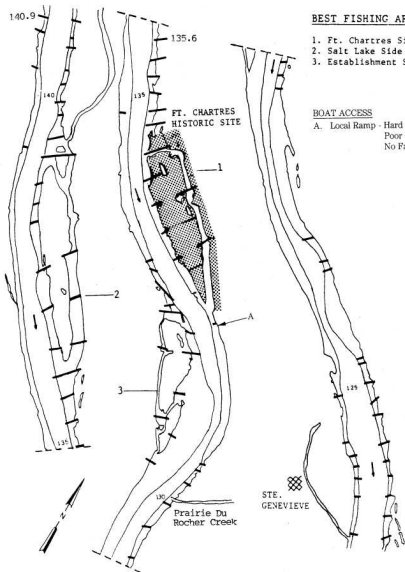 BEST FISHING
1. Ft. Chartres
2. Salt Lake Side
3. Establishment
BOAT ACCESS
A. Local Ramp - Hard
Poor
No
140.9
140
2
135
135.6
135
FT. CHARTRES
HISTORIC SITE
1
A
3
130
Prairie Du
Rocher Creek
N
125
STE.
GENEVIEVE